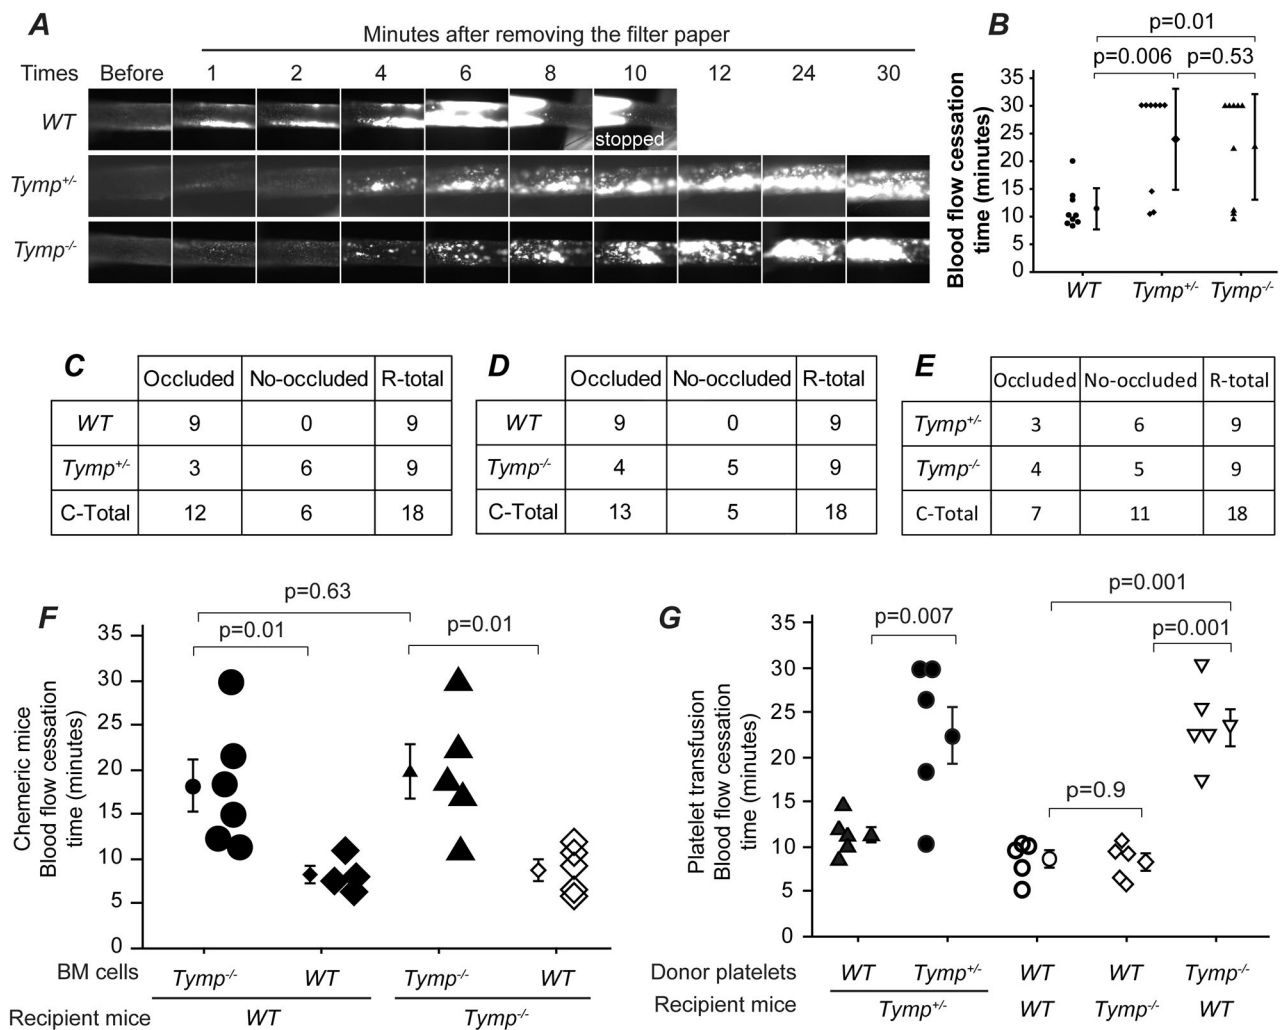 A
Minutes after removing the filter paper
Times Before 1 2 4 6 8 10 12 24 30
WT
stopped
Tymp+/-
Tymp-/-
B
p=0.01
p=0.006 p=0.53
Blood flow cessation
time (minutes)
35
30
25
20
15
10
5
0
WT Tymp+/- Tymp-/-
C
Occluded No-occluded R-total
WT 9 0 9
Tymp+/- 3 6 9
C-Total 12 6 18
D
Occluded No-occluded R-total
WT 9 0 9
Tymp-/- 4 5 9
C-Total 13 5 18
E
Occluded No-occluded R-total
Tymp+/- 3 6 9
Tymp-/- 4 5 9
C-Total 7 11 18
F
p=0.63
p=0.01 p=0.01
Chemeric mice
Blood flow cessation
time (minutes)
35
30
25
20
15
10
5
0
BM cells Tymp-/- WT Tymp-/- WT
Recipient mice WT Tymp-/-
G
p=0.001
p=0.007 p=0.001
p=0.9
Platelet transfusion
Blood flow cessation
time (minutes)
35
30
25
20
15
10
5
0
Donor platelets WT Tymp+/- WT WT Tymp-/-
Recipient mice Tymp+/- WT Tymp-/- WT